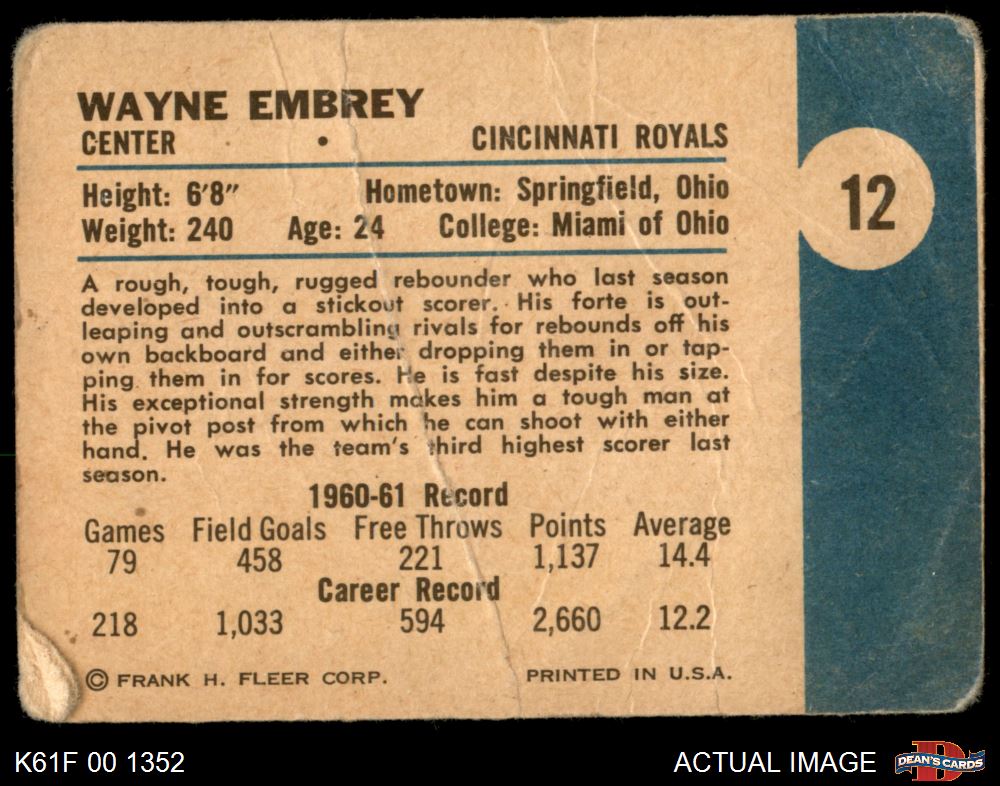 WAYNE EMBREY
CENTER • CINCINNATI ROYALS
12
Height: 6'8" Hometown: Springfield, Ohio
Weight: 240 Age: 24 College: Miami of Ohio
A rough, tough, rugged rebounder who last season
developed into a stickout scorer. His forte is out-
leaping and outscrambling rivals for rebounds off his
own backboard and either dropping them in or tap-
ping them in for scores. He is fast despite his size.
His exceptional strength makes him a tough man at
the pivot post from which he can shoot with either
hand. He was the team's third highest scorer last
season.
1960-61 Record
Games Field Goals Free Throws Points Average
79 458 221 1,137 14.4
Career Record
218 1,033 594 2,660 12.2
© FRANK H. FLEER CORP. PRINTED IN U.S.A.
K61F 00 1352 ACTUAL IMAGE D DEAN'S CARDS